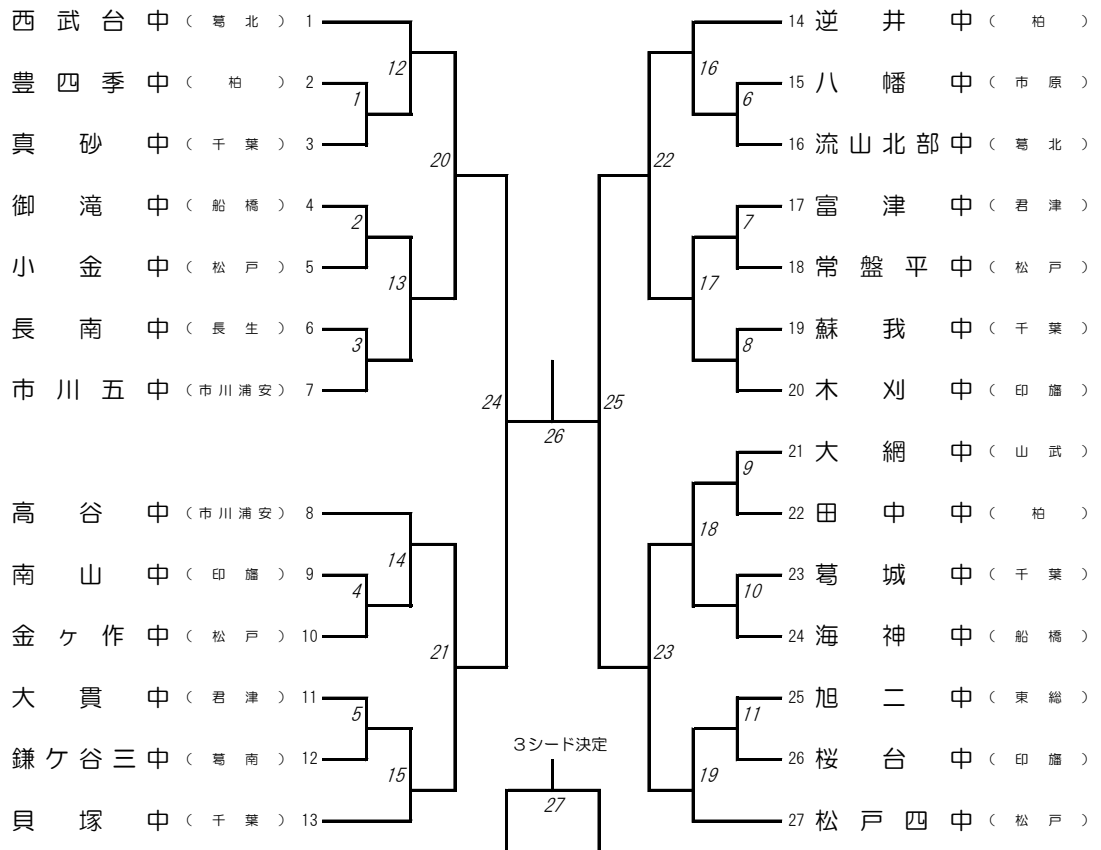 西武台中（葛北）1
豊四季中（柏）2
真砂中（千葉）3
御滝中（船橋）4
小金中（松戸）5
長南中（長生）6
市川五中（市川浦安）7
高谷中（市川浦安）8
南山中（印旛）9
金ヶ作中（松戸）10
大貫中（君津）11
鎌ケ谷三中（葛南）12
貝塚中（千葉）13
1
2
3
4
5
12
13
14
15
20
21
24
26
3シード決定
27
25
22
23
16
17
18
19
6
7
8
9
10
11
14 逆井中（柏）
15 八幡中（市原）
16 流山北部中（葛北）
17 富津中（君津）
18 常盤平中（松戸）
19 蘇我中（千葉）
20 木刈中（印旛）
21 大網中（山武）
22 田中中（柏）
23 葛城中（千葉）
24 海神中（船橋）
25 旭二中（東総）
26 桜台中（印旛）
27 松戸四中（松戸）